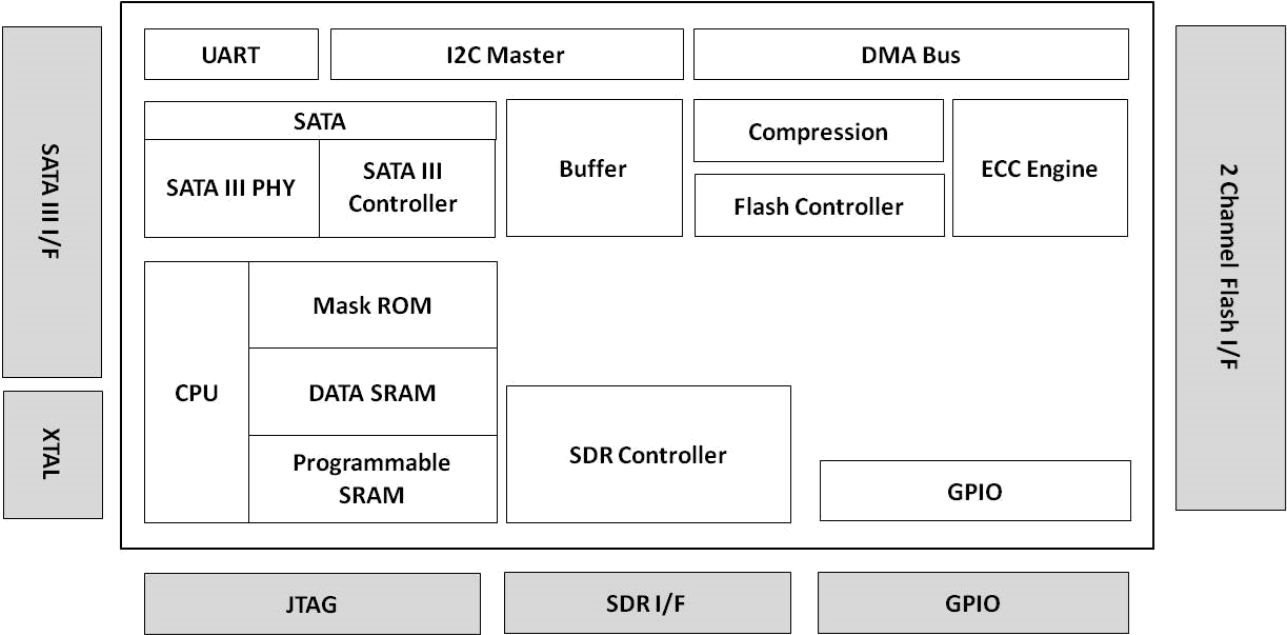 UART
I2C Master
DMA Bus
SATA
SATA III PHY
SATA III
Controller
Buffer
Compression
Flash Controller
ECC Engine
SATA III I/F
XTAL
CPU
Mask ROM
DATA SRAM
Programmable
SRAM
SDR Controller
GPIO
2 Channel Flash I/F
JTAG
SDR I/F
GPIO